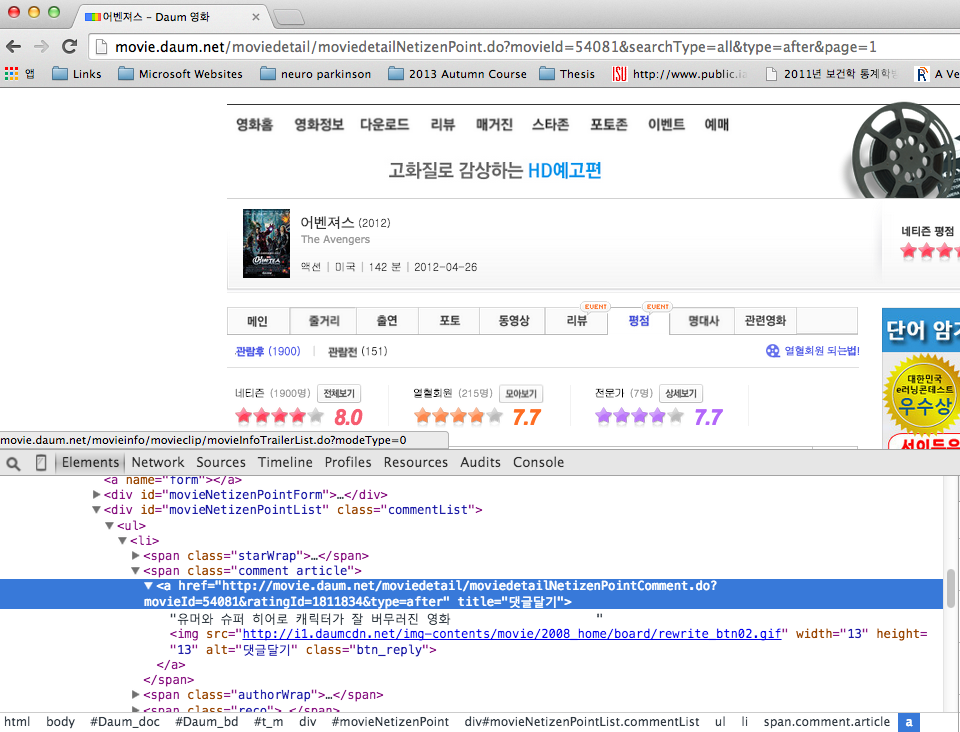 어벤져스 – Daum 영화
movie.daum.net/moviedetail/moviedetailNetizenPoint.do?movieId=54081&searchType=all&type=after&page=1
앱 Links Microsoft Websites neuro parkinson 2013 Autumn Course Thesis ISU http://www.public.ia 2011년 보건학 통계학 R A Ve
영화홈 영화정보 다운로드 리뷰 매거진 스타존 포토존 이벤트 예매
고화질로 감상하는 HD예고편
어벤져스 (2012)
The Avengers
액션 | 미국 | 142 분 | 2012-04-26
네티즌 평점
EVENT EVENT
메인 줄거리 출연 포토 동영상 리뷰 평점 명대사 관련영화
관람후 (1900) | 관람전 (151) 열혈회원 되는법!
네티즌 (1900명) 전체보기 열혈회원 (215명) 모아보기 전문가 (7명) 상세보기
8.0 7.7 7.7
단어 암기
대한민국
e러닝콘테스트
우수상
movie.daum.net/movieinfo/movieclip/movieInfoTrailerList.do?modeType=0
Elements Network Sources Timeline Profiles Resources Audits Console
<a name="form"></a>
▶<div id="movieNetizenPointForm">…</div>
▼<div id="movieNetizenPointList" class="commentList">
▼<ul>
▼<li>
▶<span class="starWrap">…</span>
▼<span class="comment article">
▼<a href="http://movie.daum.net/moviedetail/moviedetailNetizenPointComment.do?
movieId=54081&ratingId=1811834&type=after" title="댓글달기">
"유머와 슈퍼 히어로 캐릭터가 잘 버무러진 영화 "
<img src="http://i1.daumcdn.net/img-contents/movie/2008_home/board/rewrite_btn02.gif" width="13" height=
"13" alt="댓글달기" class="btn_reply">
</a>
</span>
▶<span class="authorWrap">…</span>
▶<span class="reco">…</span>
html body #Daum_doc #Daum_bd #t_m div #movieNetizenPoint div#movieNetizenPointList.commentList ul li span.comment.article a